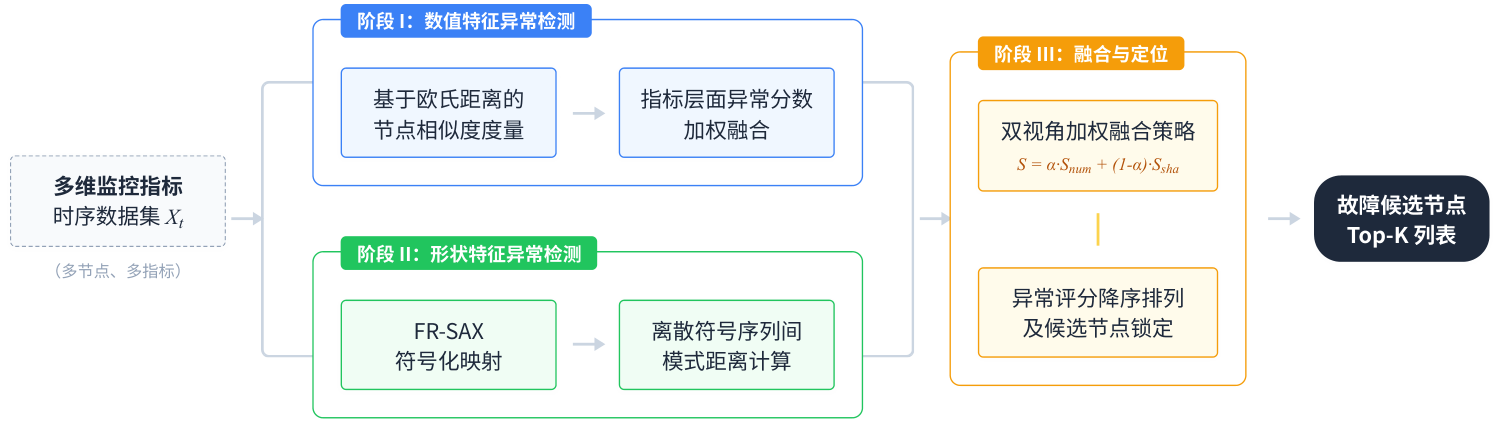 多维监控指标
时序数据集 Xt
（多节点、多指标）
阶段 I：数值特征异常检测
基于欧氏距离的
节点相似度度量
指标层面异常分数
加权融合
阶段 II：形状特征异常检测
FR-SAX
符号化映射
离散符号序列间
模式距离计算
阶段 III：融合与定位
双视角加权融合策略
S = α·Snum + (1-α)·Ssha
异常评分降序排列
及候选节点锁定
故障候选节点
Top-K 列表